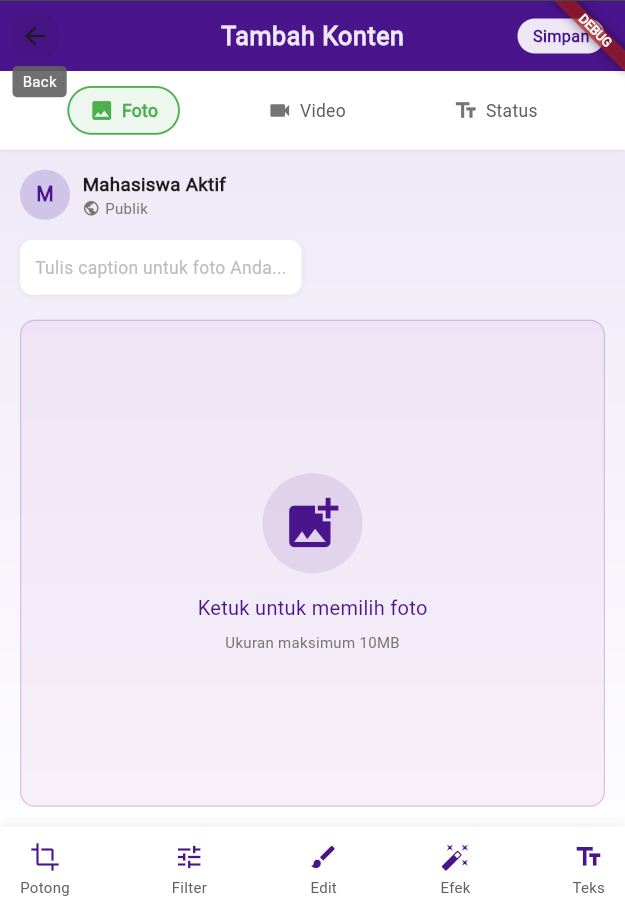 Tambah Konten
Simpan
DEBUG
Back
Foto
Video
Status
M
Mahasiswa Aktif
Publik
Tulis caption untuk foto Anda...
Ketuk untuk memilih foto
Ukuran maksimum 10MB
Potong
Filter
Edit
Efek
Teks